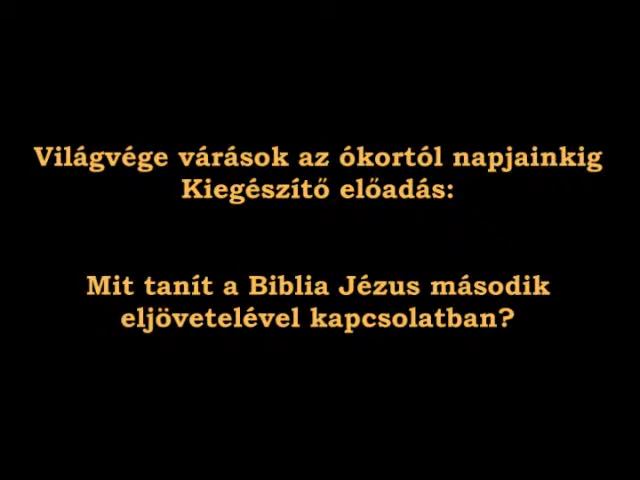 Világvége várások az ókortól napjainkig
Kiegészítő előadás:
Mit tanít a Biblia Jézus második
eljövetelével kapcsolatban?